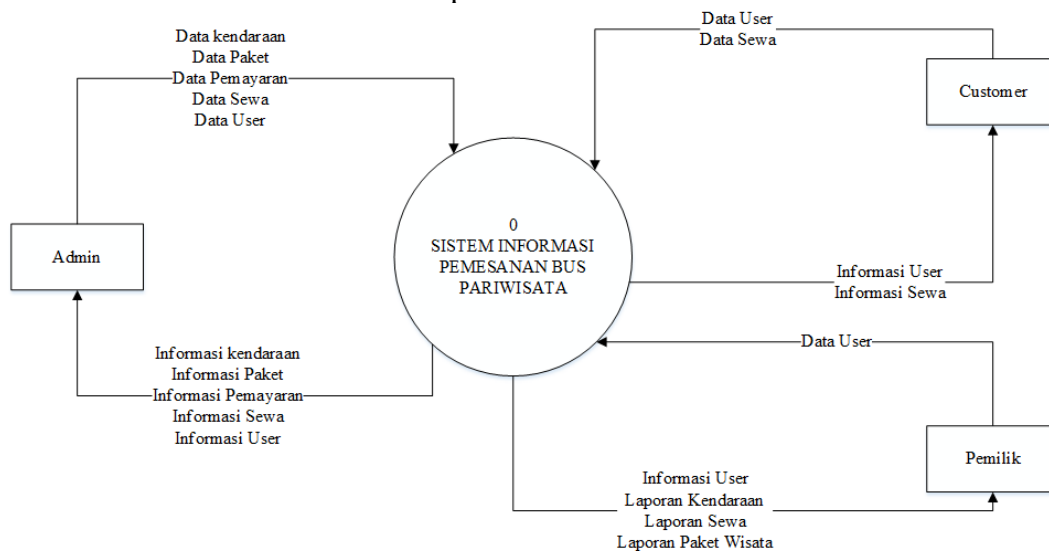 Data kendaraan
Data Paket
Data Pemayaran
Data Sewa
Data User
Data User
Data Sewa
Customer
0
SISTEM INFORMASI
PEMESANAN BUS
PARIWISATA
Admin
Informasi User
Informasi Sewa
Data User
Informasi kendaraan
Informasi Paket
Informasi Pemayaran
Informasi Sewa
Informasi User
Pemilik
Informasi User
Laporan Kendaraan
Laporan Sewa
Laporan Paket Wisata